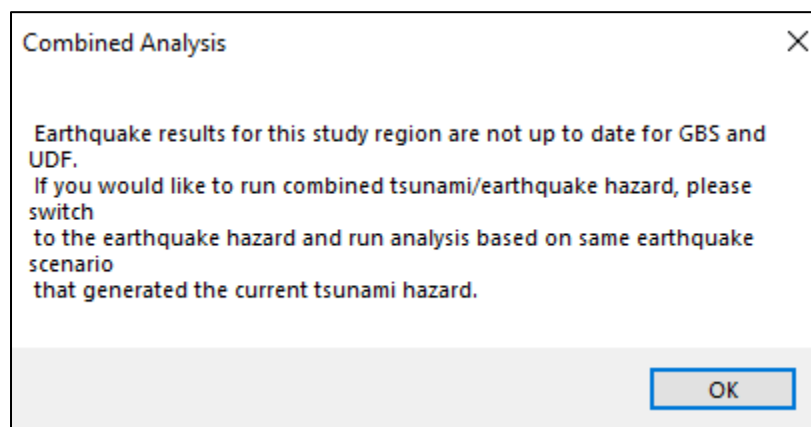 Combined Analysis
Earthquake results for this study region are not up to date for GBS and
UDF.
If you would like to run combined tsunami/earthquake hazard, please
switch
to the earthquake hazard and run analysis based on same earthquake
scenario
that generated the current tsunami hazard.
OK